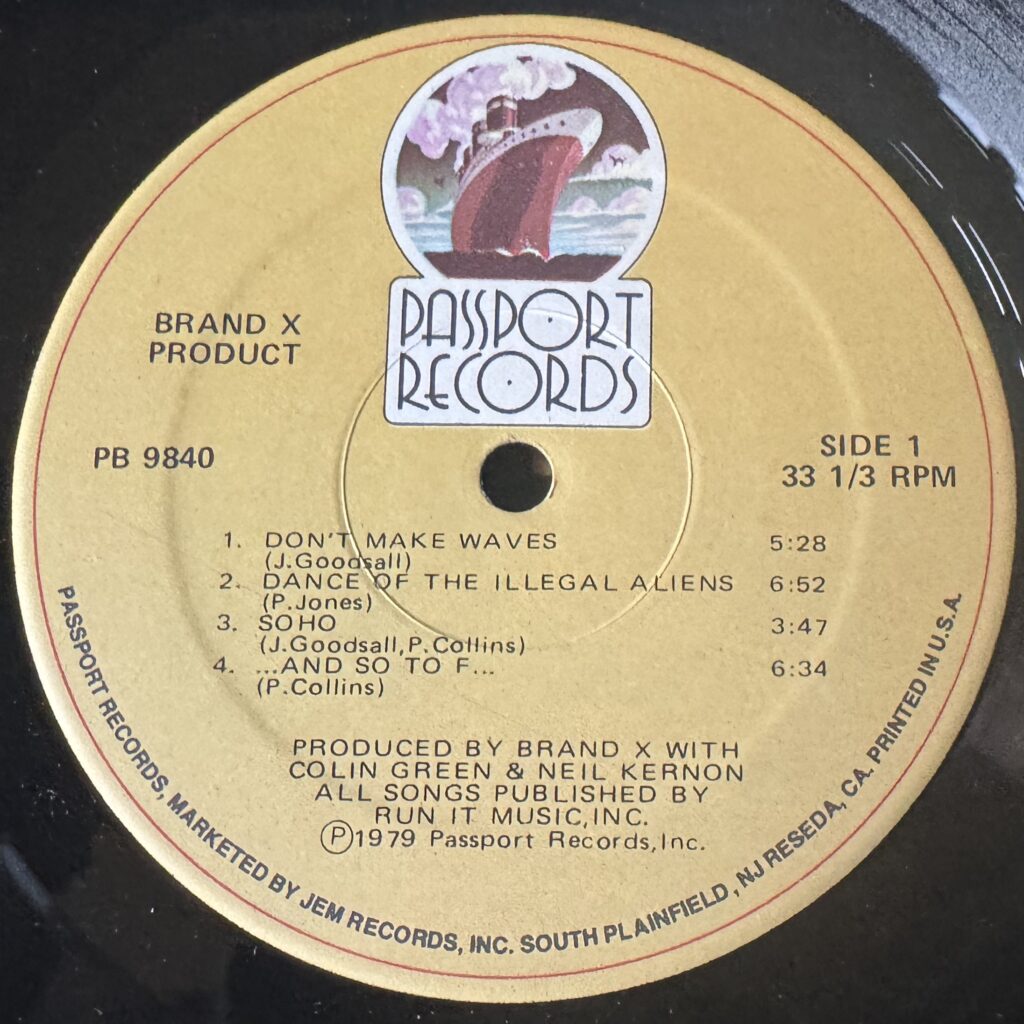 PASSPORT
RECORDS
BRAND X
PRODUCT
PB 9840
SIDE 1
33 1/3 RPM
1. DON'T MAKE WAVES 5:28
(J.Goodsall)
2. DANCE OF THE ILLEGAL ALIENS 6:52
(P.Jones)
3. SOHO 3:47
(J.Goodsall,P.Collins)
4. ...AND SO TO F... 6:34
(P.Collins)
PRODUCED BY BRAND X WITH
COLIN GREEN & NEIL KERNON
ALL SONGS PUBLISHED BY
RUN IT MUSIC,INC.
Ⓟ1979 Passport Records,Inc.
PASSPORT RECORDS, MARKETED BY JEM RECORDS, INC. SOUTH PLAINFIELD, NJ RESEDA, CA. PRINTED IN U.S.A.